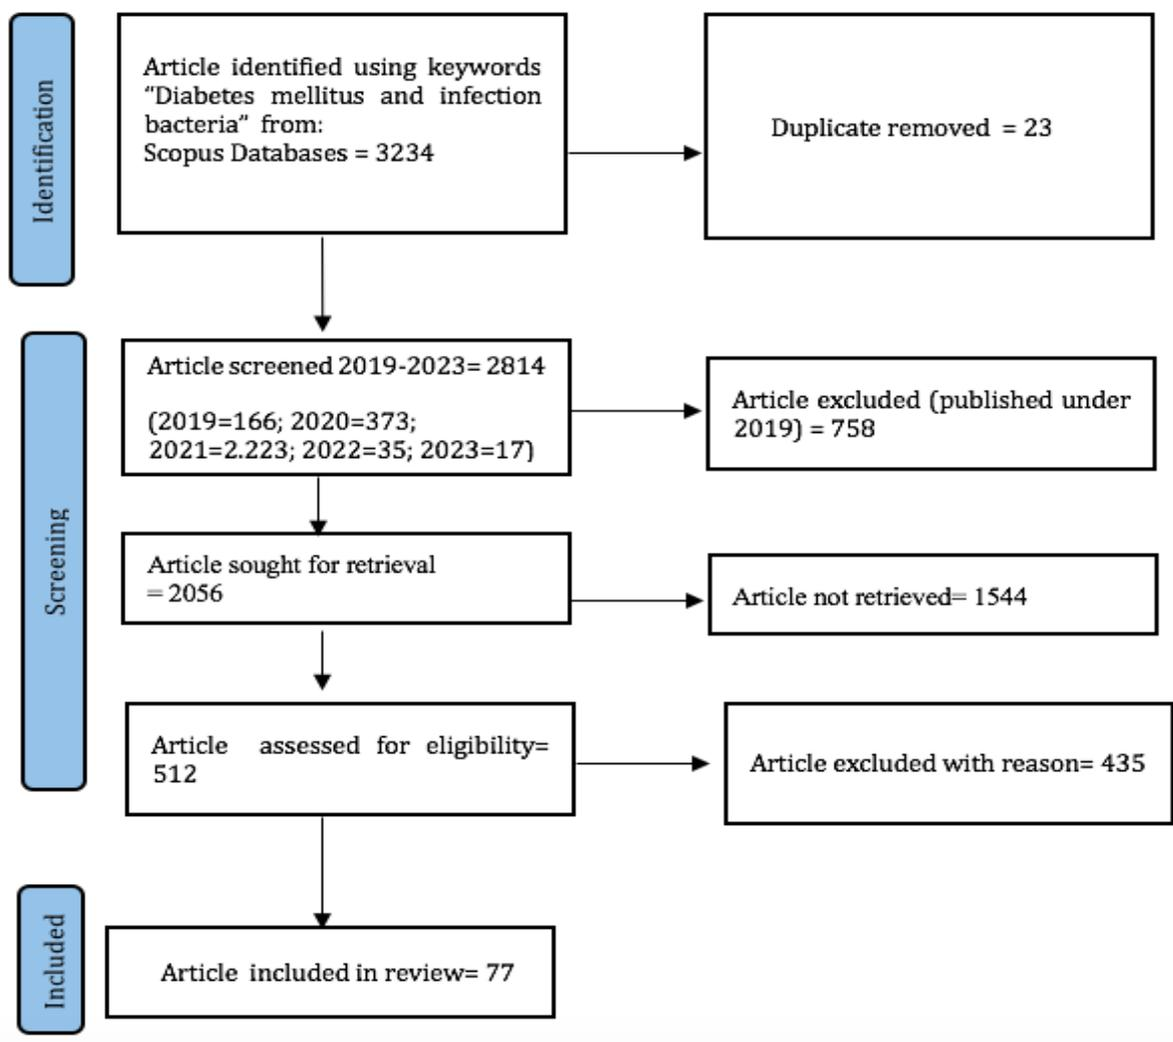 Identification
Article identified using keywords
“Diabetes mellitus and infection
bacteria” from:
Scopus Databases = 3234
Duplicate removed = 23
Screening
Article screened 2019-2023= 2814
(2019=166; 2020=373;
2021=2.223; 2022=35; 2023=17)
Article excluded (published under
2019) = 758
Article sought for retrieval
= 2056
Article not retrieved= 1544
Article assessed for eligibility=
512
Article excluded with reason= 435
Included
Article included in review= 77